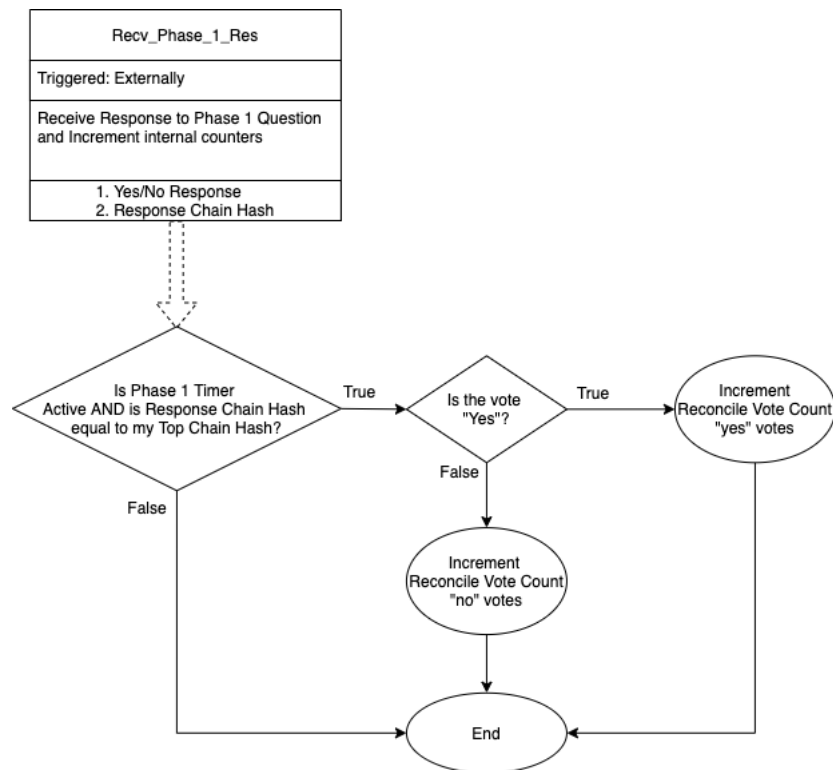 Recv_Phase_1_Res
Triggered: Externally
Receive Response to Phase 1 Question
and Increment internal counters
1. Yes/No Response
2. Response Chain Hash
Is Phase 1 Timer
Active AND is Response Chain Hash
equal to my Top Chain Hash?
True
Is the vote
"Yes"?
True
Increment
Reconcile Vote Count
"yes" votes
False
False
Increment
Reconcile Vote Count
"no" votes
End